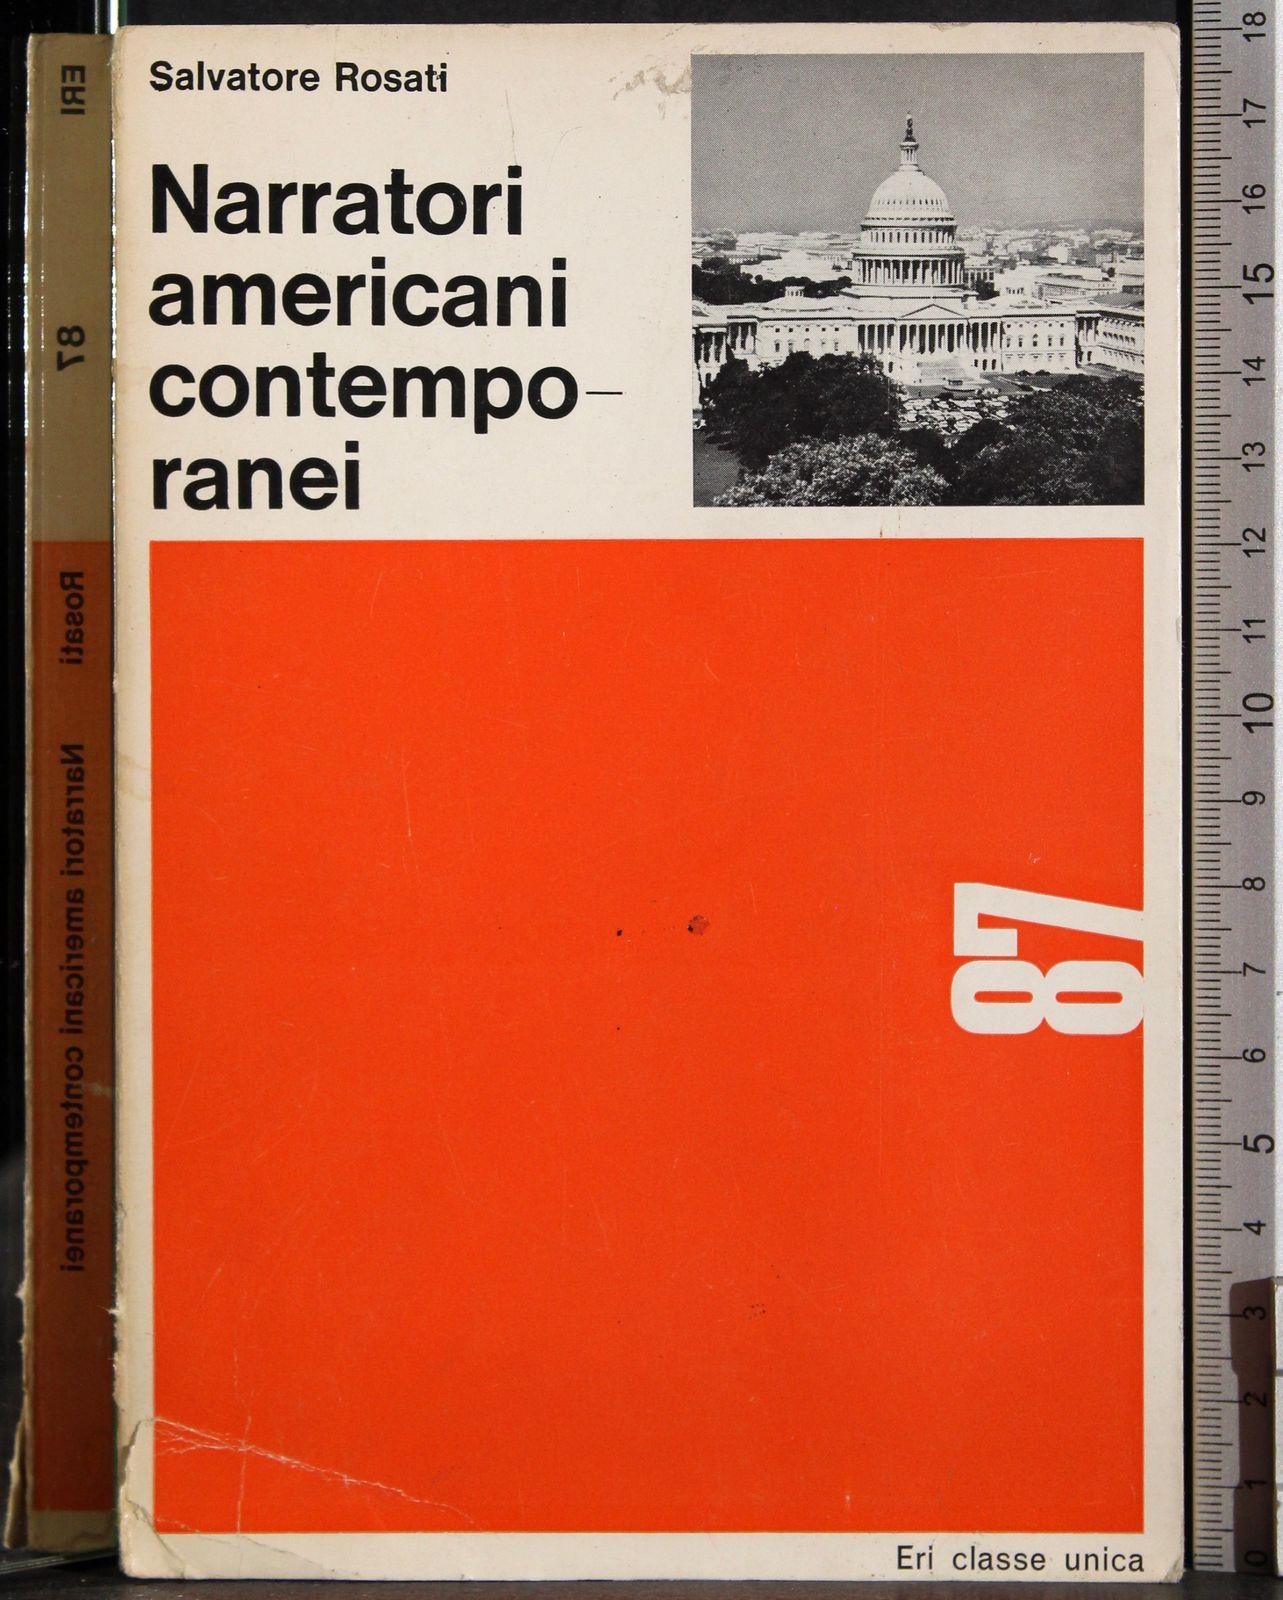 Salvatore Rosati
Narratori
americani
contempo-
ranei
87
Eri classe unica
ERI
87
Rosati
Narratori americani contemporanei
18
17
16
15
14
13
12
11
10
9
8
7
6
5
4
3
2
1
0